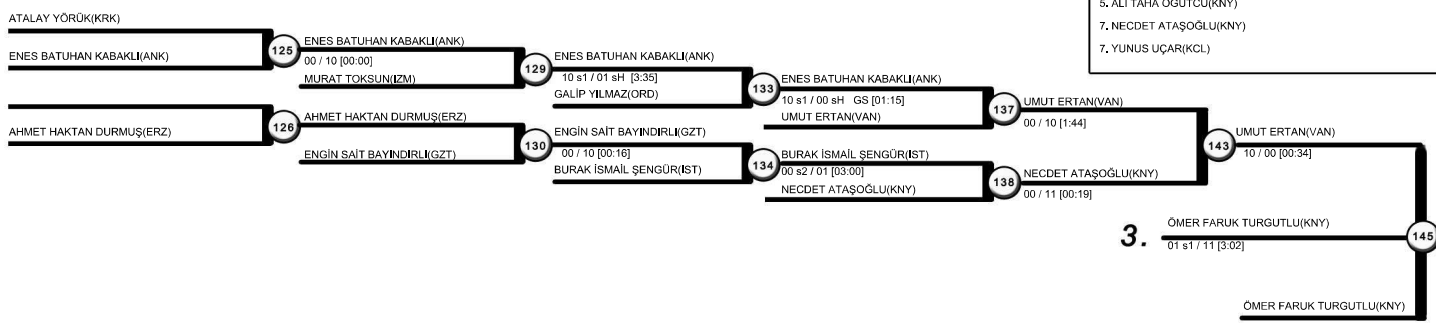 5. ALİ TAHA ÖĞÜTCÜ(KNY)
7. NECDET ATAŞOĞLU(KNY)
7. YUNUS UÇAR(KCL)
ATALAY YÖRÜK(KRK)
ENES BATUHAN KABAKLI(ANK)
125
ENES BATUHAN KABAKLI(ANK)
00 / 10 [00:00]
MURAT TOKSUN(İZM)
129
ENES BATUHAN KABAKLI(ANK)
10 s1 / 01 sH [3:35]
GALİP YILMAZ(ORD)
133
ENES BATUHAN KABAKLI(ANK)
10 s1 / 00 sH GS [01:15]
UMUT ERTAN(VAN)
137
UMUT ERTAN(VAN)
00 / 10 [1:44]
AHMET HAKTAN DURMUŞ(ERZ)
126
AHMET HAKTAN DURMUŞ(ERZ)
ENGİN SAİT BAYINDIRLI(GZT)
130
ENGİN SAİT BAYINDIRLI(GZT)
00 / 10 [00:16]
BURAK İSMAİL ŞENGÜR(İST)
134
BURAK İSMAİL ŞENGÜR(İST)
00 s2 / 01 [03:00]
NECDET ATAŞOĞLU(KNY)
138
NECDET ATAŞOĞLU(KNY)
00 / 11 [00:19]
143
UMUT ERTAN(VAN)
10 / 00 [00:34]
3.
ÖMER FARUK TURGUTLU(KNY)
01 s1 / 11 [3:02]
145
ÖMER FARUK TURGUTLU(KNY)